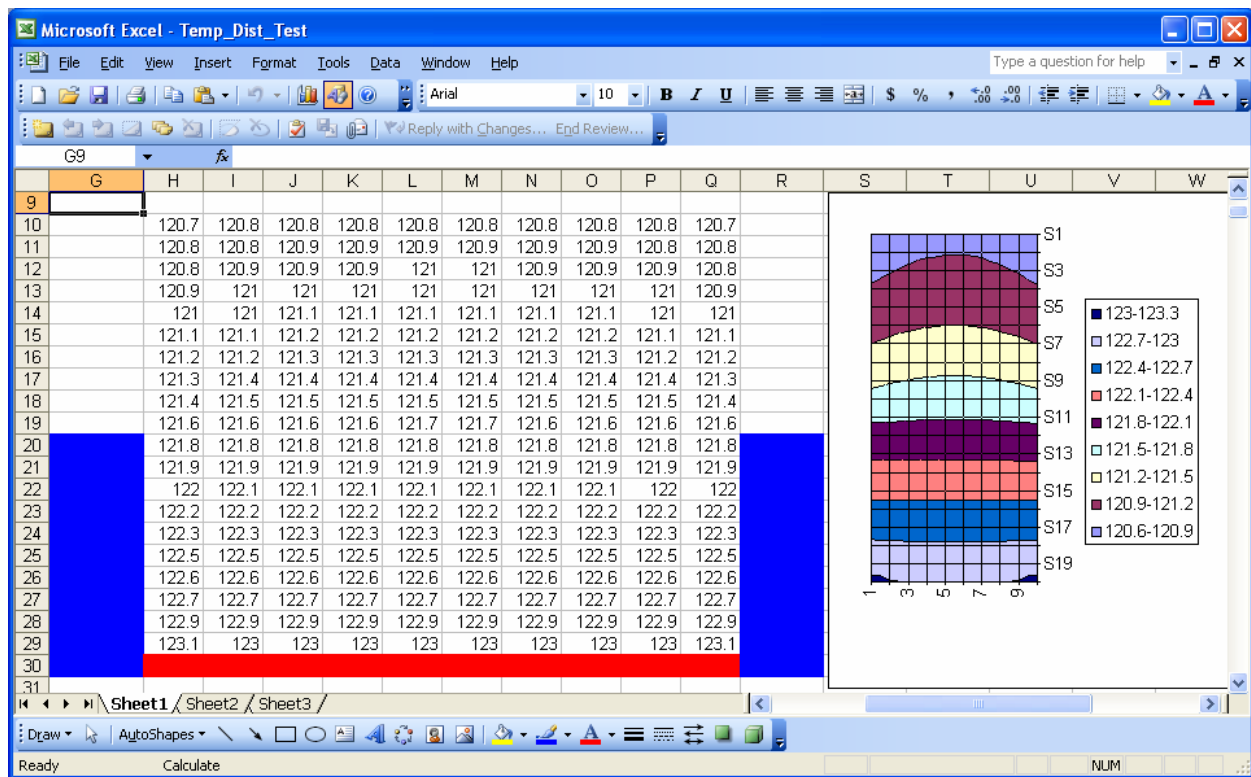 Microsoft Excel - Temp_Dist_Test
File Edit View Insert Format Tools Data Window Help Type a question for help
Arial 10 B I U $ % ,
Reply with Changes... End Review...
G9 fx
G H I J K L M N O P Q R S T U V W
9
10 120.7 120.8 120.8 120.8 120.8 120.8 120.8 120.8 120.8 120.7
11 120.8 120.8 120.9 120.9 120.9 120.9 120.9 120.9 120.8 120.8
12 120.8 120.9 120.9 120.9 121 121 120.9 120.9 120.9 120.8
13 120.9 121 121 121 121 121 121 121 121 120.9
14 121 121 121.1 121.1 121.1 121.1 121.1 121.1 121 121
15 121.1 121.1 121.2 121.2 121.2 121.2 121.2 121.2 121.1 121.1
16 121.2 121.2 121.3 121.3 121.3 121.3 121.3 121.3 121.2 121.2
17 121.3 121.4 121.4 121.4 121.4 121.4 121.4 121.4 121.4 121.3
18 121.4 121.5 121.5 121.5 121.5 121.5 121.5 121.5 121.5 121.4
19 121.6 121.6 121.6 121.6 121.7 121.7 121.6 121.6 121.6 121.6
20 121.8 121.8 121.8 121.8 121.8 121.8 121.8 121.8 121.8 121.8
21 121.9 121.9 121.9 121.9 121.9 121.9 121.9 121.9 121.9 121.9
22 122 122.1 122.1 122.1 122.1 122.1 122.1 122.1 122 122
23 122.2 122.2 122.2 122.2 122.2 122.2 122.2 122.2 122.2 122.2
24 122.3 122.3 122.3 122.3 122.3 122.3 122.3 122.3 122.3 122.3
25 122.5 122.5 122.5 122.5 122.5 122.5 122.5 122.5 122.5 122.5
26 122.6 122.6 122.6 122.6 122.6 122.6 122.6 122.6 122.6 122.6
27 122.7 122.7 122.7 122.7 122.7 122.7 122.7 122.7 122.7 122.7
28 122.9 122.9 122.9 122.9 122.9 122.9 122.9 122.9 122.9 122.9
29 123.1 123 123 123 123 123 123 123 123 123.1
30
31
S1
S3
S5
S7
S9
S11
S13
S15
S17
S19
1 3 5 7 9
123-123.3
122.7-123
122.4-122.7
122.1-122.4
121.8-122.1
121.5-121.8
121.2-121.5
120.9-121.2
120.6-120.9
Sheet1 Sheet2 Sheet3
Draw AutoShapes
Ready Calculate NUM